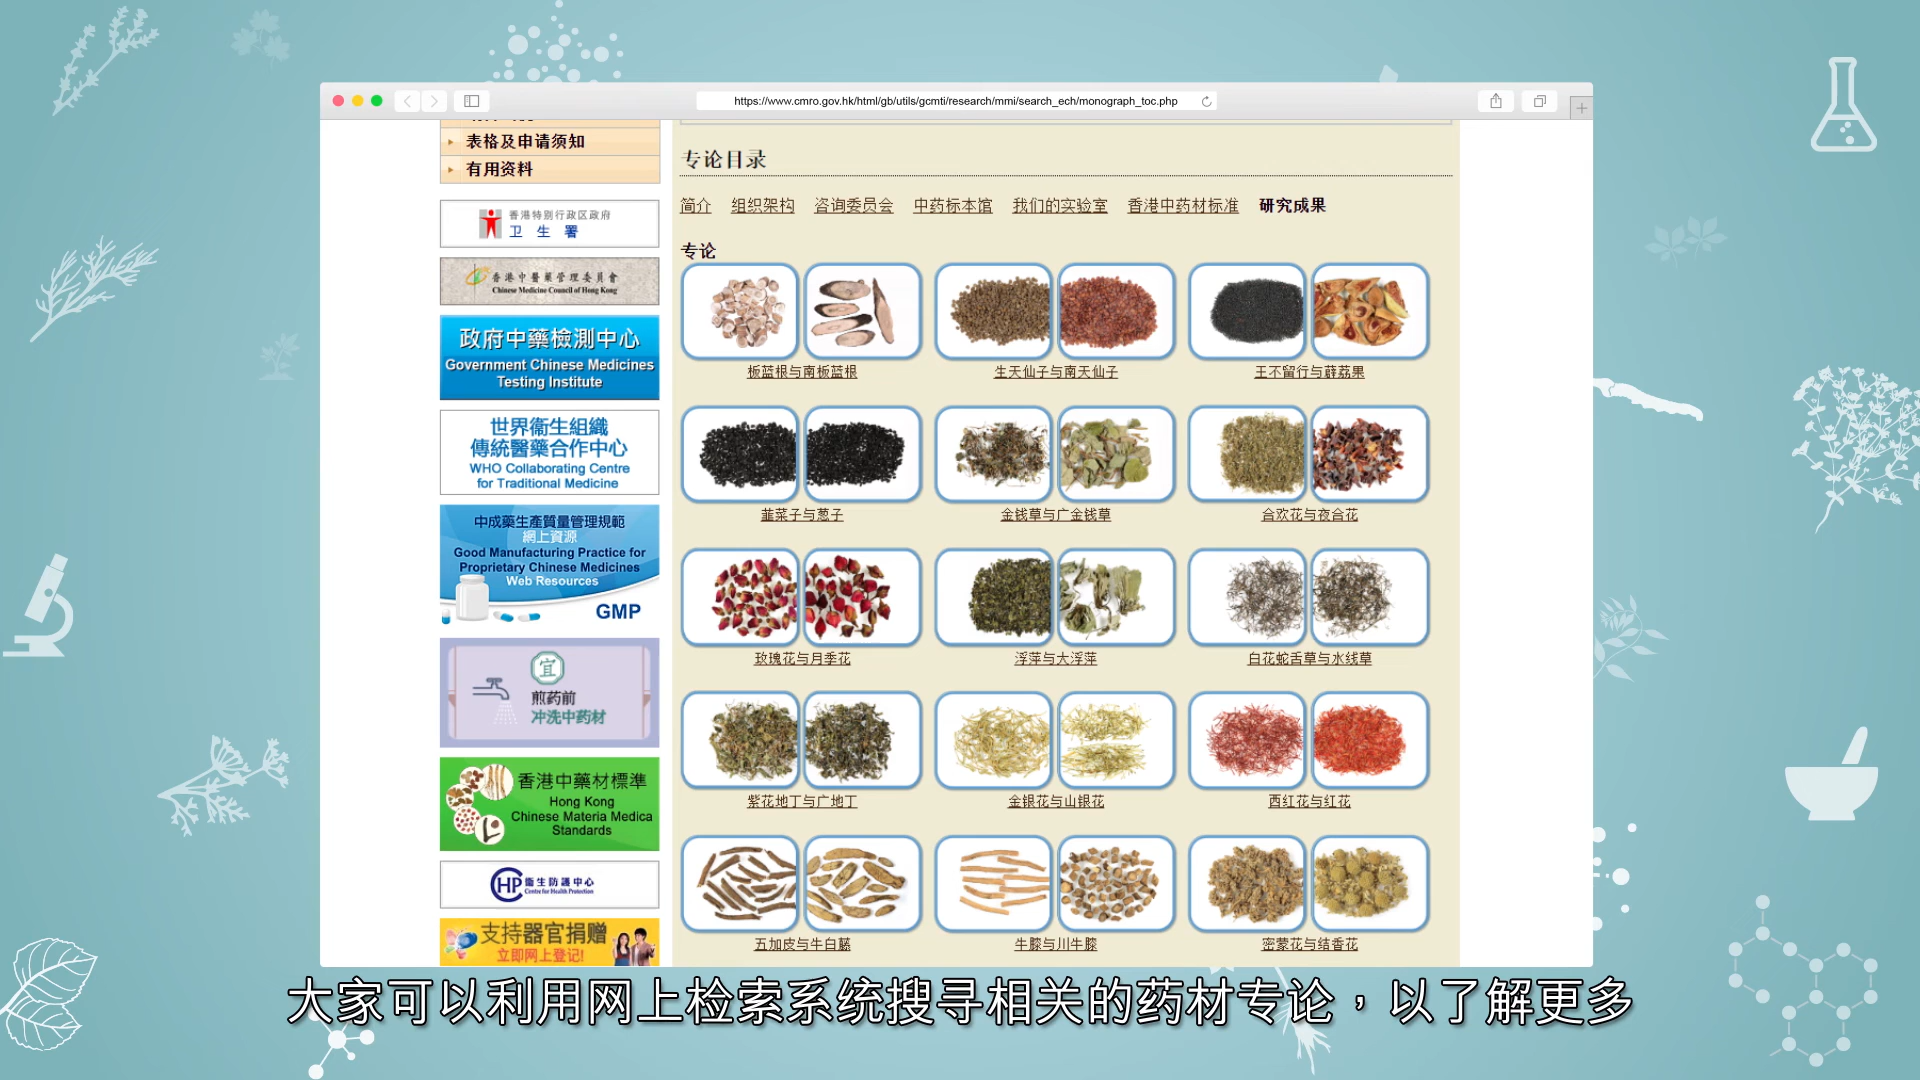 https://www.cmro.gov.hk/html/gb/utils/gcmti/research/mmi/search_ech/monograph_toc.php
表格及申请须知
有用资料
香港特别行政区政府
卫生署
香港中醫藥管理委員會
Chinese Medicine Council of Hong Kong
政府中藥檢測中心
Government Chinese Medicines
Testing Institute
世界衞生組織
傳統醫藥合作中心
WHO Collaborating Centre
for Traditional Medicine
中成藥生產質量管理規範
網上資源
Good Manufacturing Practice for
Proprietary Chinese Medicines
Web Resources
GMP
宜
煎药前
冲洗中药材
香港中藥材標準
Hong Kong
Chinese Materia Medica
Standards
CHP 衞生防護中心
Centre for Health Protection
支持器官捐赠
立即网上登记!
专论目录
简介 组织架构 咨询委员会 中药标本馆 我们的实验室 香港中药材标准 研究成果
专论
板蓝根与南板蓝根 生天仙子与南天仙子 王不留行与薜荔果
韭菜子与葱子 金钱草与广金钱草 合欢花与夜合花
玫瑰花与月季花 浮萍与大浮萍 白花蛇舌草与水线草
紫花地丁与广地丁 金银花与山银花 西红花与红花
五加皮与牛白藤 牛膝与川牛膝 密蒙花与结香花
大家可以利用网上检索系统搜寻相关的药材专论，以了解更多